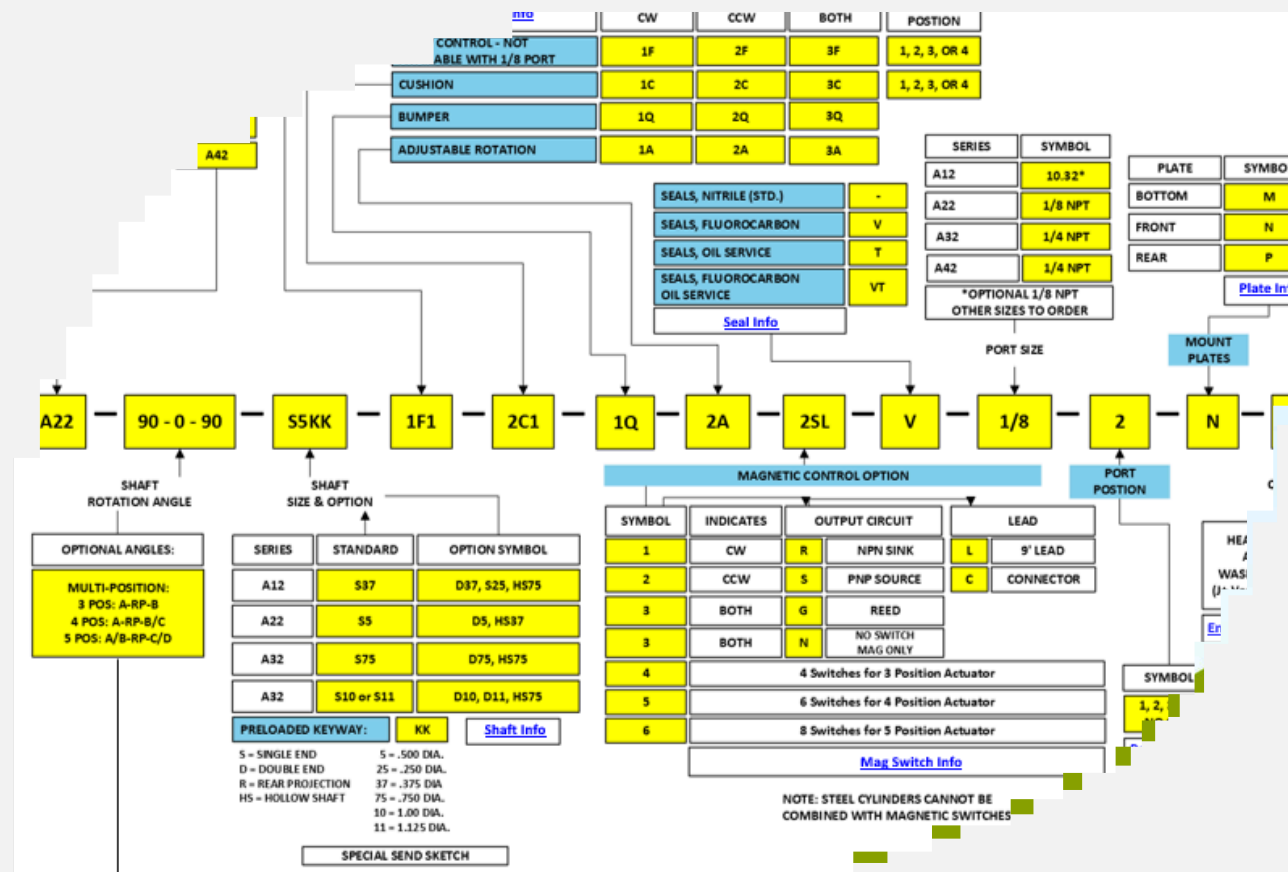 CW CCW BOTH POSTION
CONTROL - NOT
ABLE WITH 1/8 PORT 1F 2F 3F 1, 2, 3, OR 4
CUSHION 1C 2C 3C 1, 2, 3, OR 4
BUMPER 1Q 2Q 3Q
ADJUSTABLE ROTATION 1A 2A 3A
A42
SERIES SYMBOL
A12 10.32*
A22 1/8 NPT
A32 1/4 NPT
A42 1/4 NPT
*OPTIONAL 1/8 NPT
OTHER SIZES TO ORDER
PORT SIZE
PLATE SYMBO
BOTTOM M
FRONT N
REAR P
Plate In
MOUNT
PLATES
SEALS, NITRILE (STD.) -
SEALS, FLUOROCARBON V
SEALS, OIL SERVICE T
SEALS, FLUOROCARBON
OIL SERVICE VT
Seal Info
A22 — 90 - 0 - 90 — S5KK — 1F1 — 2C1 — 1Q — 2A — 2SL — V — 1/8 — 2 — N —
SHAFT
ROTATION ANGLE
OPTIONAL ANGLES:
MULTI-POSITION:
3 POS: A-RP-B
4 POS: A-RP-B/C
5 POS: A/B-RP-C/D
SHAFT
SIZE & OPTION
SERIES STANDARD OPTION SYMBOL
A12 S37 D37, S25, HS75
A22 S5 D5, HS37
A32 S75 D75, HS75
A32 S10 or S11 D10, D11, HS75
PRELOADED KEYWAY: KK Shaft Info
S = SINGLE END 5 = .500 DIA.
D = DOUBLE END 25 = .250 DIA.
R = REAR PROJECTION 37 = .375 DIA
HS = HOLLOW SHAFT 75 = .750 DIA.
10 = 1.00 DIA.
11 = 1.125 DIA.
SPECIAL SEND SKETCH
MAGNETIC CONTROL OPTION
SYMBOL INDICATES OUTPUT CIRCUIT LEAD
1 CW R NPN SINK L 9' LEAD
2 CCW S PNP SOURCE C CONNECTOR
3 BOTH G REED
3 BOTH N NO SWITCH
MAG ONLY
4 4 Switches for 3 Position Actuator
5 6 Switches for 4 Position Actuator
6 8 Switches for 5 Position Actuator
Mag Switch Info
NOTE: STEEL CYLINDERS CANNOT BE
COMBINED WITH MAGNETIC SWITCHES
PORT
POSTION
SYMBOL
1, 2,
HEA
WAS
En